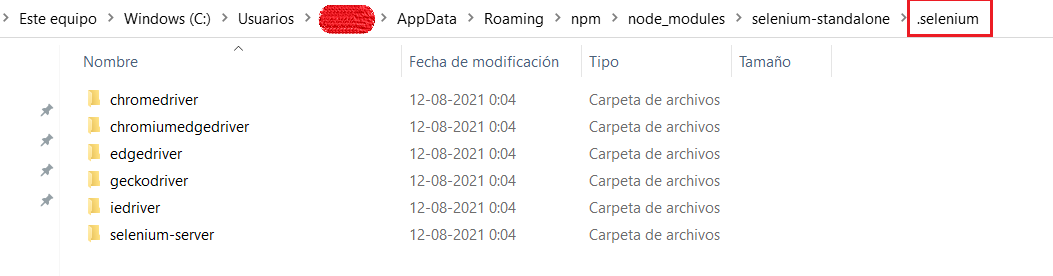 Este equipo > Windows (C:) > Usuarios > > AppData > Roaming > npm > node_modules > selenium-standalone > .selenium
Nombre Fecha de modificación Tipo Tamaño
chromedriver 12-08-2021 0:04 Carpeta de archivos
chromiumedgedriver 12-08-2021 0:04 Carpeta de archivos
edgedriver 12-08-2021 0:04 Carpeta de archivos
geckodriver 12-08-2021 0:04 Carpeta de archivos
iedriver 12-08-2021 0:04 Carpeta de archivos
selenium-server 12-08-2021 0:04 Carpeta de archivos